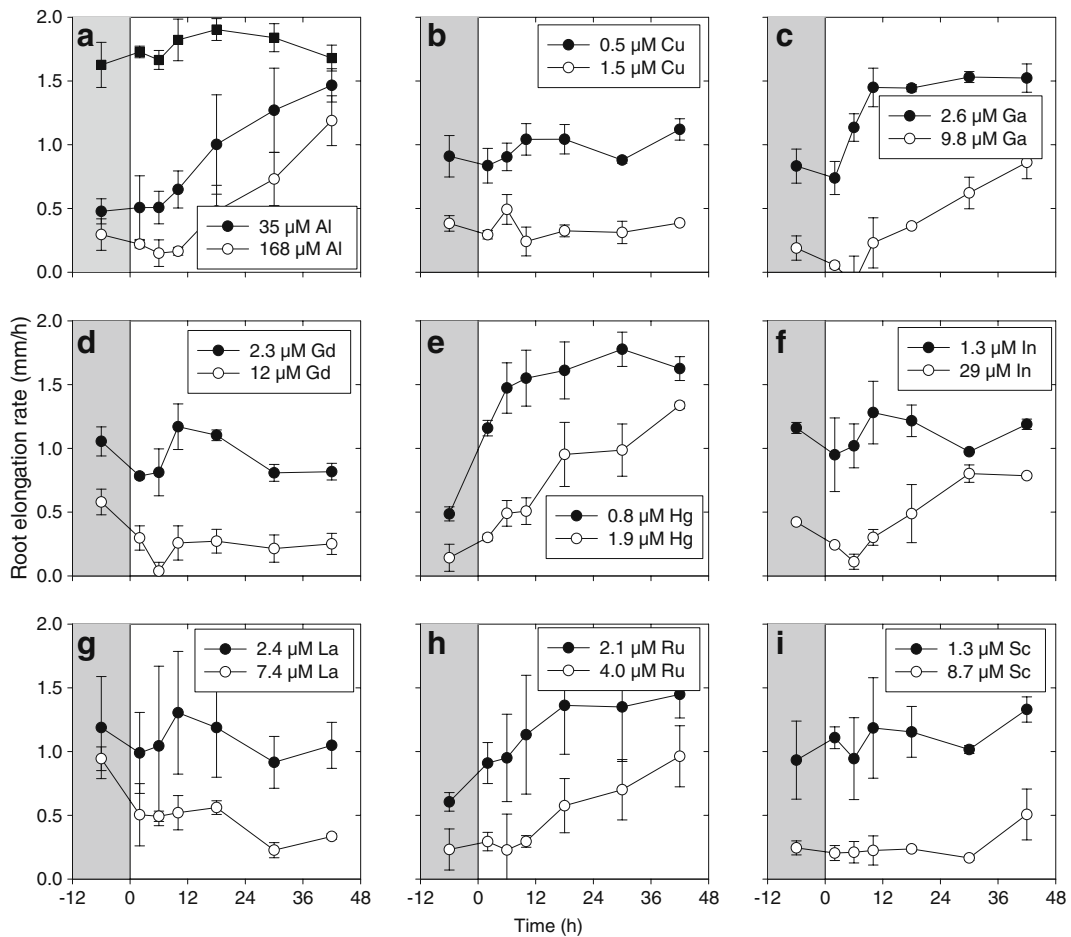 Root elongation rate (mm/h)
2.0
1.5
1.0
0.5
0.0
a
35 µM Al
168 µM Al
b
0.5 µM Cu
1.5 µM Cu
c
2.6 µM Ga
9.8 µM Ga
2.0
1.5
1.0
0.5
0.0
d
2.3 µM Gd
12 µM Gd
e
0.8 µM Hg
1.9 µM Hg
f
1.3 µM In
29 µM In
2.0
1.5
1.0
0.5
0.0
g
2.4 µM La
7.4 µM La
h
2.1 µM Ru
4.0 µM Ru
i
1.3 µM Sc
8.7 µM Sc
-12 0 12 24 36 48
-12 0 12 24 36 48
-12 0 12 24 36 48
Time (h)